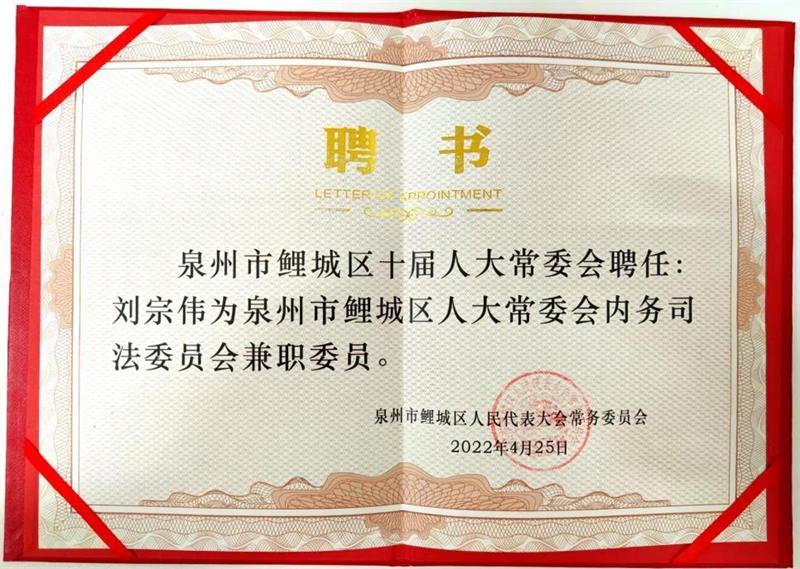 聘书
LETTER OF APPOINTMENT
泉州市鲤城区十届人大常委会聘任:
刘宗伟为泉州市鲤城区人大常委会内务司
法委员会兼职委员。
泉州市鲤城区人民代表大会常务委员会
2022年4月25日